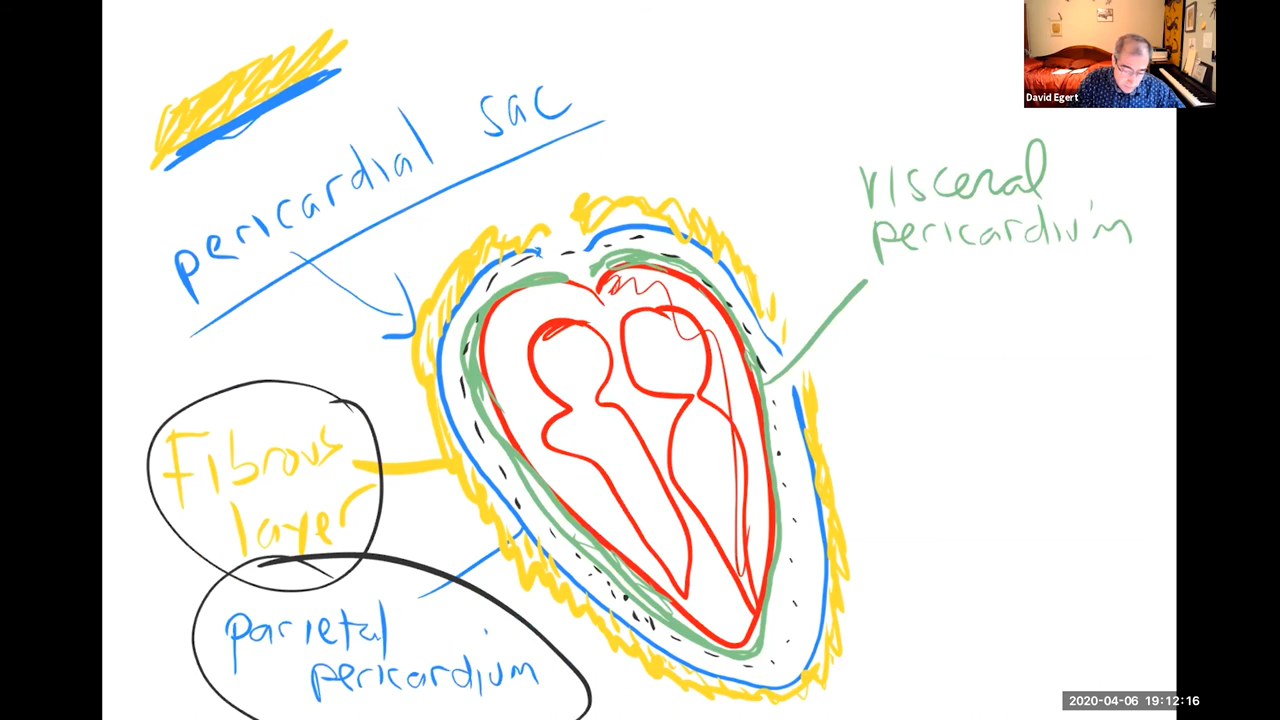 David Egert
pericardial sac
visceral
pericardium
Fibrous
layer
parietal
pericardium
2020-04-06 19:12:16